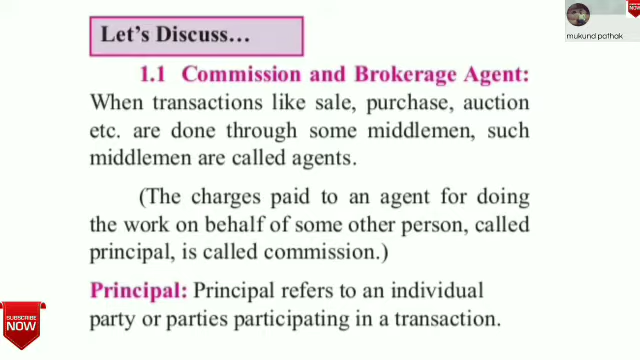 Let's Discuss...
mukund pathak
1.1 Commission and Brokerage Agent:
When transactions like sale, purchase, auction
etc. are done through some middlemen, such
middlemen are called agents.
(The charges paid to an agent for doing
the work on behalf of some other person, called
principal, is called commission.)
Principal: Principal refers to an individual
party or parties participating in a transaction.
SUBSCRIBE
NOW
NOW